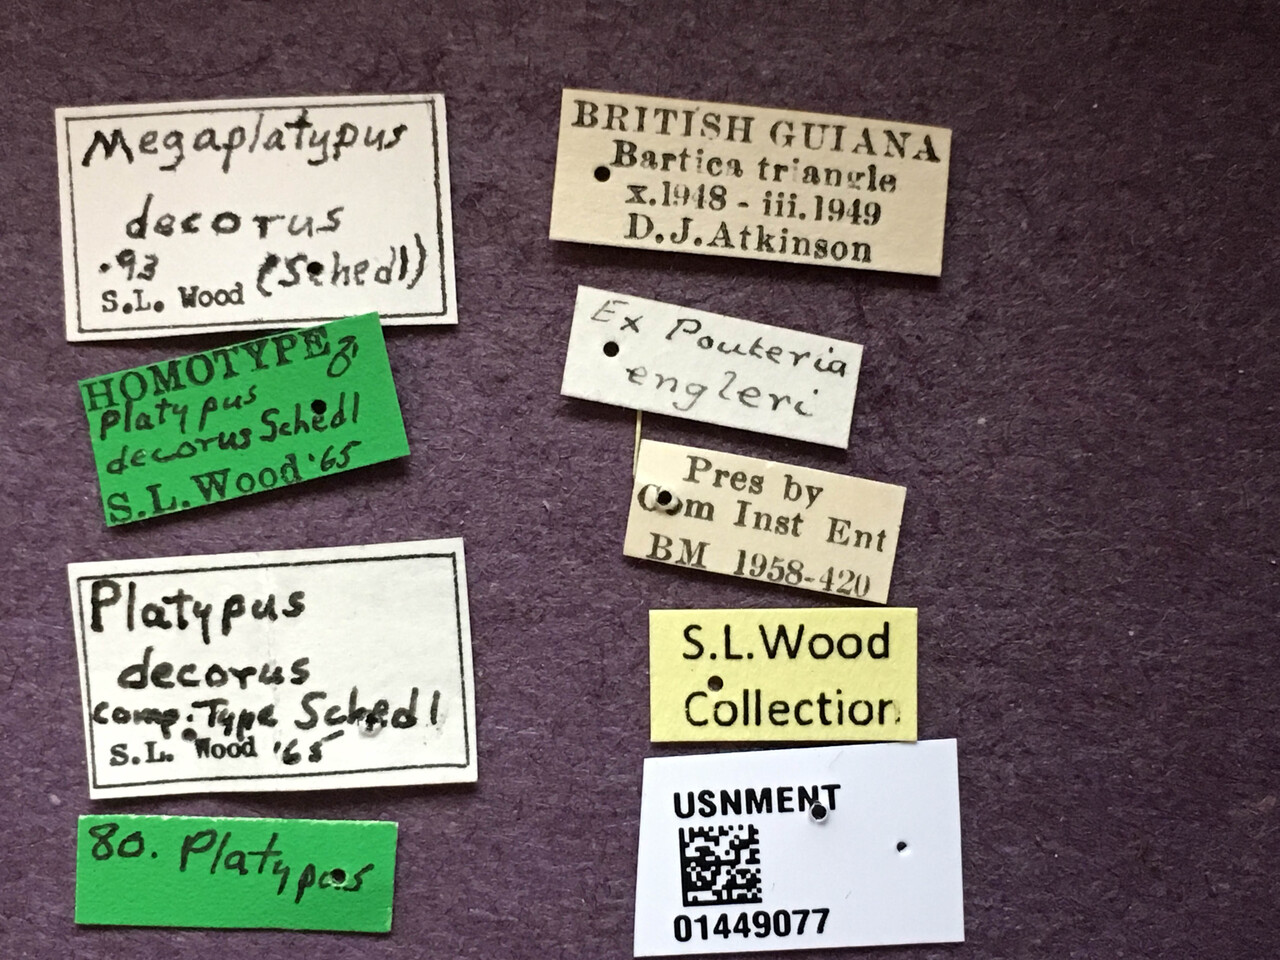 Megaplatypus
decorus
.93 (Schedl)
S.L. Wood
HOMOTYPE ♂
Platypus
decorus Schedl
S.L.Wood '65
Platypus
decorus
comp. Type Schedl
S.L. Wood '65
80. Platypus
BRITISH GUIANA
Bartica triangle
x.1948 - iii.1949
D.J.Atkinson
Ex Pouteria
engleri
Pres by
Com Inst Ent
BM 1958-420
S.L.Wood
Collection
USNMENT
01449077